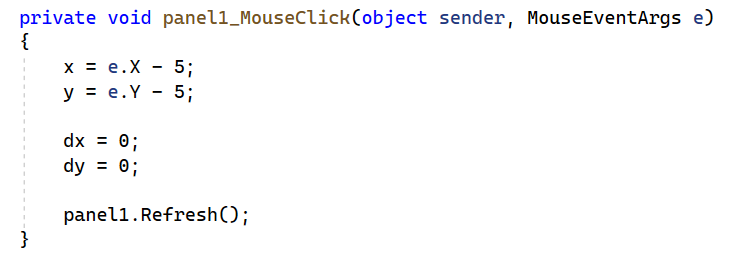 private void panel1_MouseClick(object sender, MouseEventArgs e)
{
x = e.X - 5;
y = e.Y - 5;
dx = 0;
dy = 0;
panel1.Refresh();
}